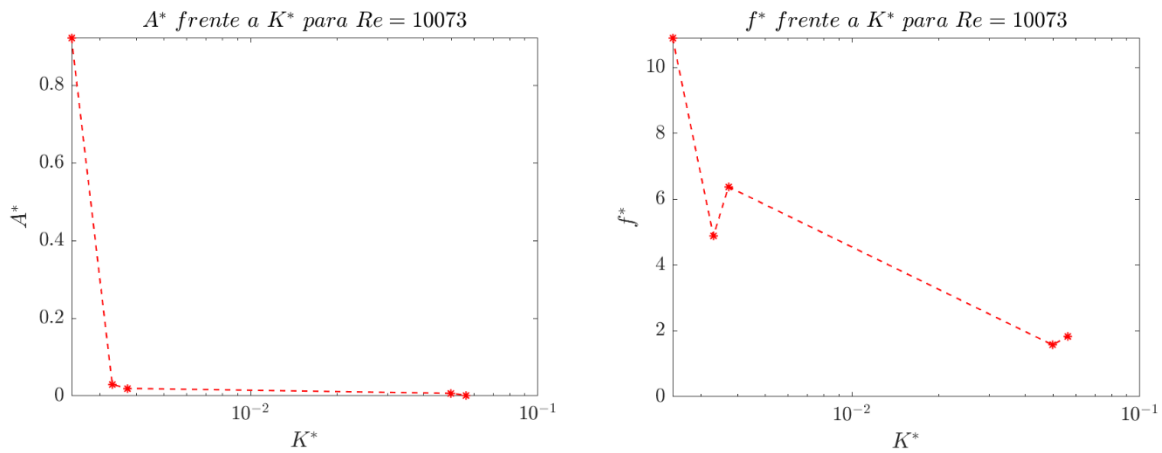 A* frente a K* para Re = 10073
0.8
0.6
0.4
0.2
0
A*
10⁻²
10⁻¹
K*
f* frente a K* para Re = 10073
10
8
6
4
2
0
f*
10⁻²
10⁻¹
K*